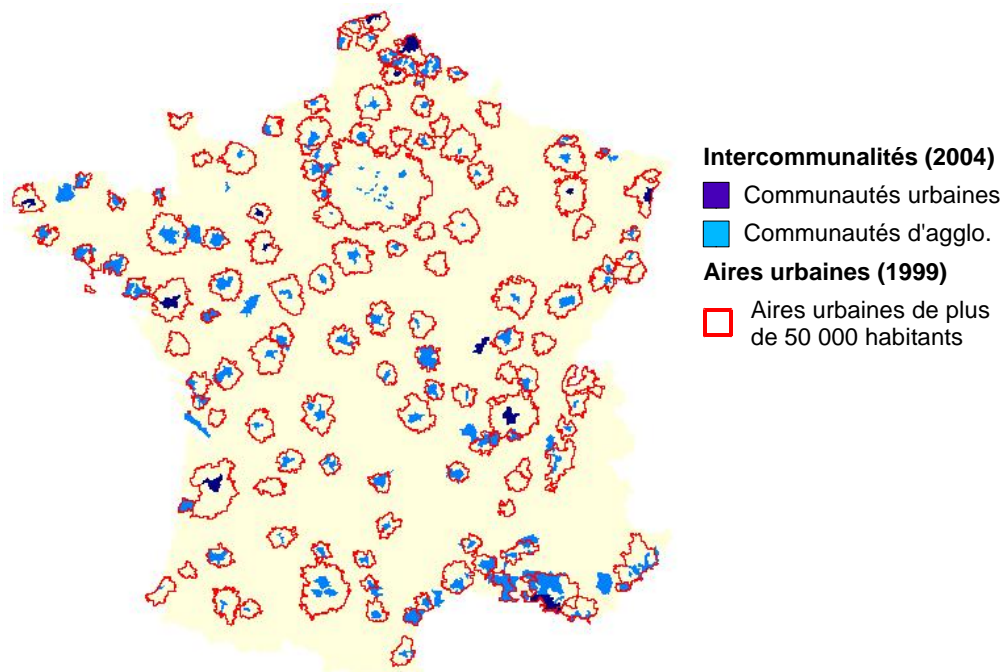 Intercommunalités (2004)
Communautés urbaines
Communautés d'agglo.
Aires urbaines (1999)
Aires urbaines de plus
de 50 000 habitants